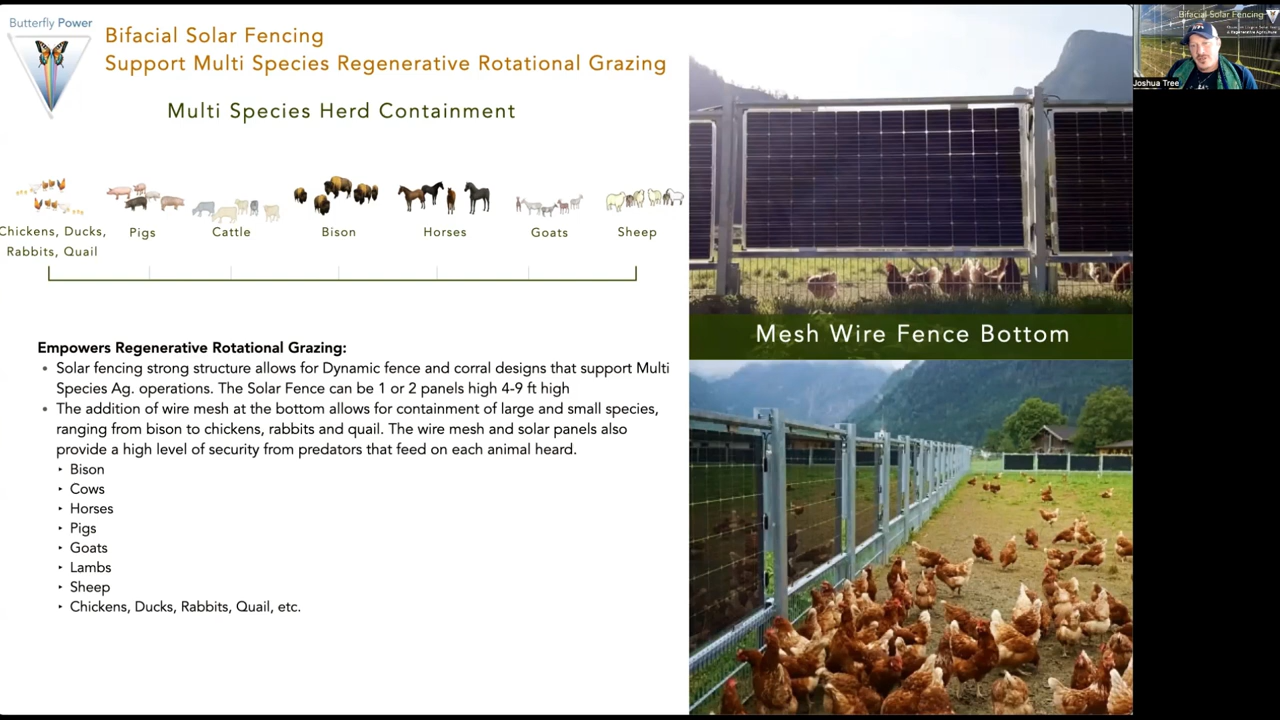 Butterfly Power
Bifacial Solar Fencing
Support Multi Species Regenerative Rotational Grazing
Multi Species Herd Containment
Chickens, Ducks,
Rabbits, Quail
Pigs
Cattle
Bison
Horses
Goats
Sheep
Empowers Regenerative Rotational Grazing:
• Solar fencing strong structure allows for Dynamic fence and corral designs that support Multi
Species Ag. operations. The Solar Fence can be 1 or 2 panels high 4-9 ft high
• The addition of wire mesh at the bottom allows for containment of large and small species,
ranging from bison to chickens, rabbits and quail. The wire mesh and solar panels also
provide a high level of security from predators that feed on each animal heard.
‣ Bison
‣ Cows
‣ Horses
‣ Pigs
‣ Goats
‣ Lambs
‣ Sheep
‣ Chickens, Ducks, Rabbits, Quail, etc.
Mesh Wire Fence Bottom
Bifacial Solar Fencing
& Regenerative Agriculture
Joshua Tree